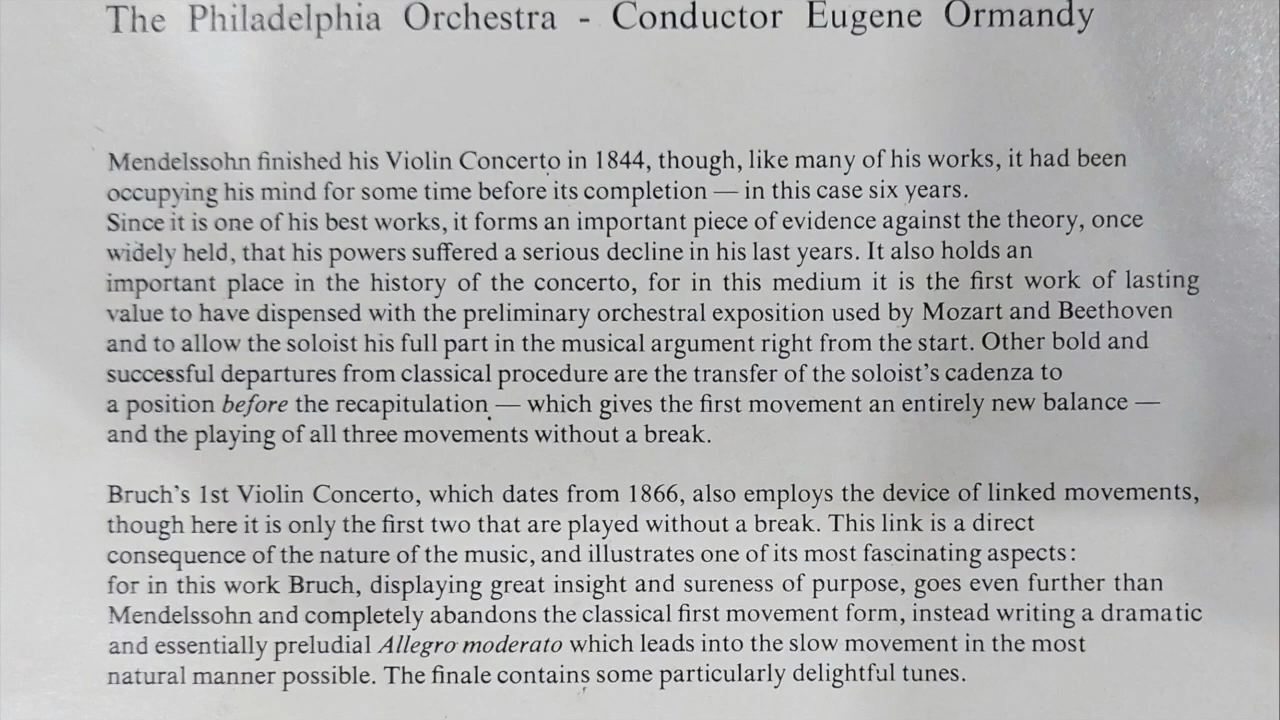 The Philadelphia Orchestra - Conductor Eugene Ormandy
Mendelssohn finished his Violin Concerto in 1844, though, like many of his works, it had been
occupying his mind for some time before its completion — in this case six years.
Since it is one of his best works, it forms an important piece of evidence against the theory, once
widely held, that his powers suffered a serious decline in his last years. It also holds an
important place in the history of the concerto, for in this medium it is the first work of lasting
value to have dispensed with the preliminary orchestral exposition used by Mozart and Beethoven
and to allow the soloist his full part in the musical argument right from the start. Other bold and
successful departures from classical procedure are the transfer of the soloist's cadenza to
a position before the recapitulation — which gives the first movement an entirely new balance —
and the playing of all three movements without a break.
Bruch's 1st Violin Concerto, which dates from 1866, also employs the device of linked movements,
though here it is only the first two that are played without a break. This link is a direct
consequence of the nature of the music, and illustrates one of its most fascinating aspects:
for in this work Bruch, displaying great insight and sureness of purpose, goes even further than
Mendelssohn and completely abandons the classical first movement form, instead writing a dramatic
and essentially preludial Allegro moderato which leads into the slow movement in the most
natural manner possible. The finale contains some particularly delightful tunes.